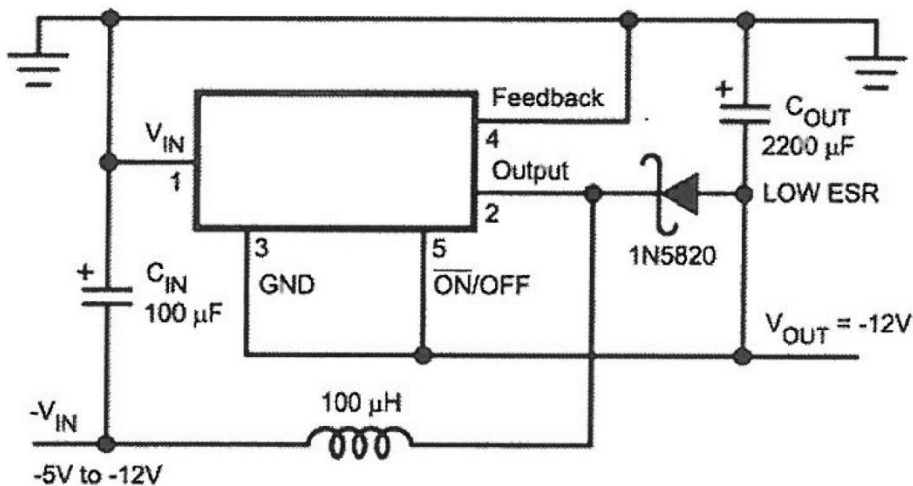 Feedback
4
V_IN
1
Output
2
+
C_OUT
2200 µF
LOW ESR
1N5820
3
GND
5
O̅N̅/OFF
+
C_IN
100 µF
V_OUT = -12V
100 µH
-V_IN
-5V to -12V